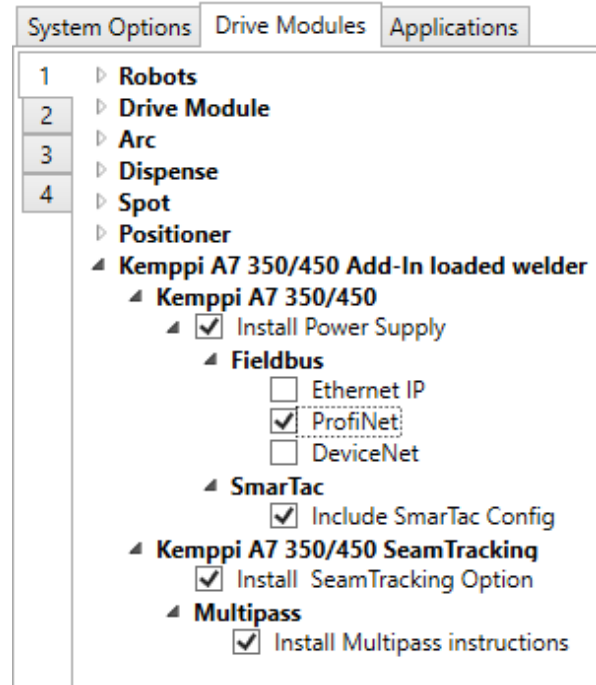 System Options Drive Modules Applications
1 Robots
2 Drive Module
Arc
3 Dispense
4 Spot
Positioner
Kemppi A7 350/450 Add-In loaded welder
Kemppi A7 350/450
Install Power Supply
Fieldbus
Ethernet IP
ProfiNet
DeviceNet
SmarTac
Include SmarTac Config
Kemppi A7 350/450 SeamTracking
Install SeamTracking Option
Multipass
Install Multipass instructions